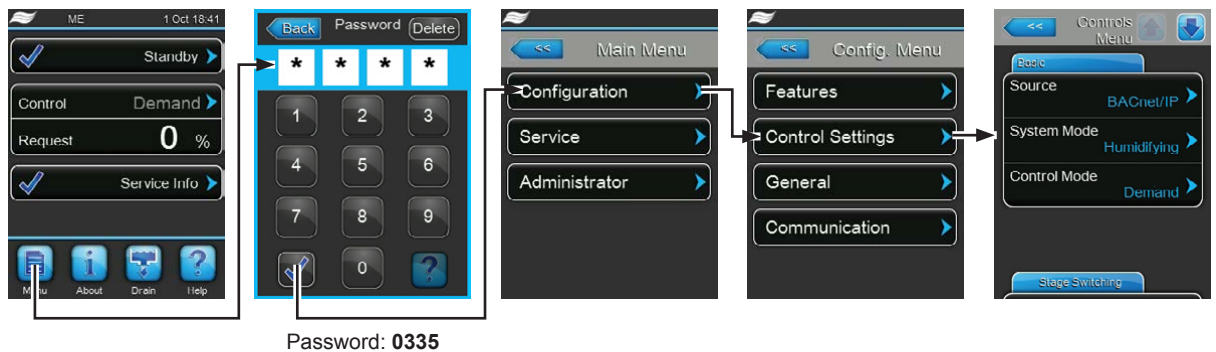 ME 1 Oct 18:41
Standby
Control Demand
Request 0 %
Service Info
Menu About Drain Help
Back Password Delete
* * * *
1 2 3
4 5 6
7 8 9
0 ?
Password: 0335
<< Main Menu
Configuration
Service
Administrator
<< Config. Menu
Features
Control Settings
General
Communication
<< Controls
Menu
Basic
Source
BACnet/IP
System Mode
Humidifying
Control Mode
Demand
Stage Switching